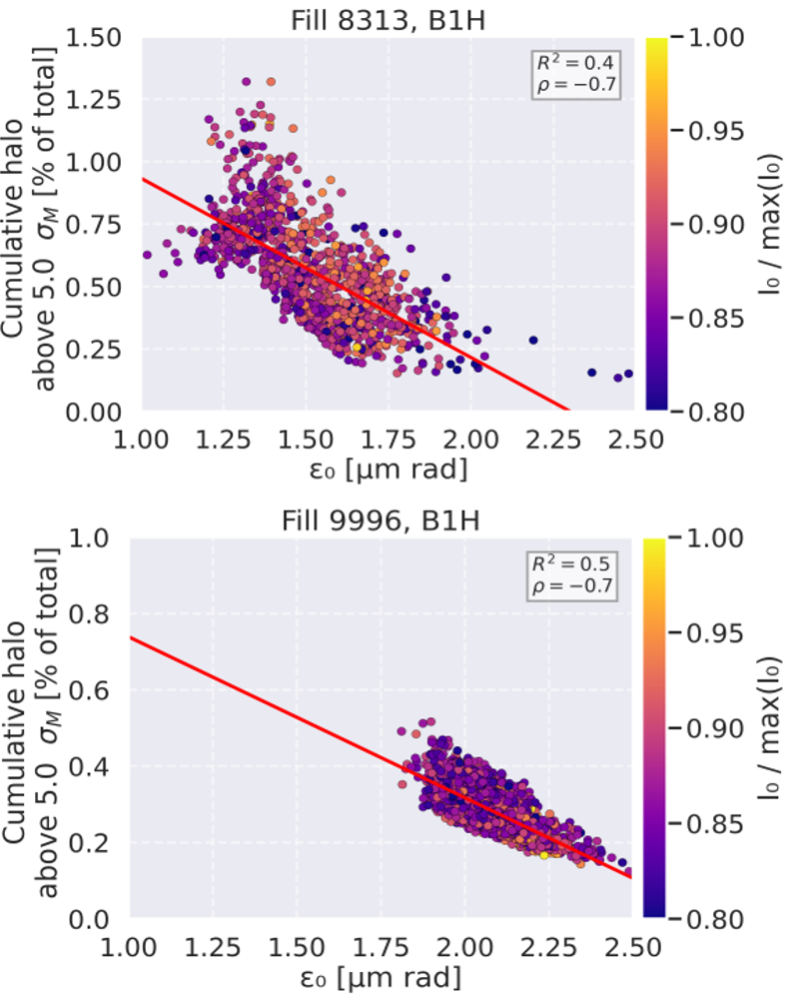 Fill 8313, B1H
R² = 0.4
ρ = −0.7
Cumulative halo
above 5.0 σ_M [% of total]
1.50
1.25
1.00
0.75
0.50
0.25
0.00
1.00 1.25 1.50 1.75 2.00 2.25 2.50
ε₀ [μm rad]
1.00
0.95
0.90
0.85
0.80
I₀ / max(I₀)
Fill 9996, B1H
R² = 0.5
ρ = −0.7
Cumulative halo
above 5.0 σ_M [% of total]
1.0
0.8
0.6
0.4
0.2
0.0
1.00 1.25 1.50 1.75 2.00 2.25 2.50
ε₀ [μm rad]
1.00
0.95
0.90
0.85
0.80
I₀ / max(I₀)